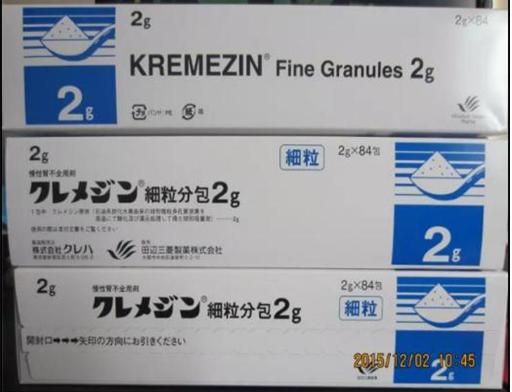 2g
2g×84
KREMEZIN® Fine Granules 2g
2g
2g
慢性腎不全用剤
クレメジン®細粒分包2g
細粒
2g×84包
株式会社クレハ
販売
田辺三菱製薬株式会社
2g
2g
慢性腎不全用剤
クレメジン®細粒分包2g
2g×84包
細粒
開封口➡➡➡矢印の方向にお引きください
2g
2015/12/02 10:45